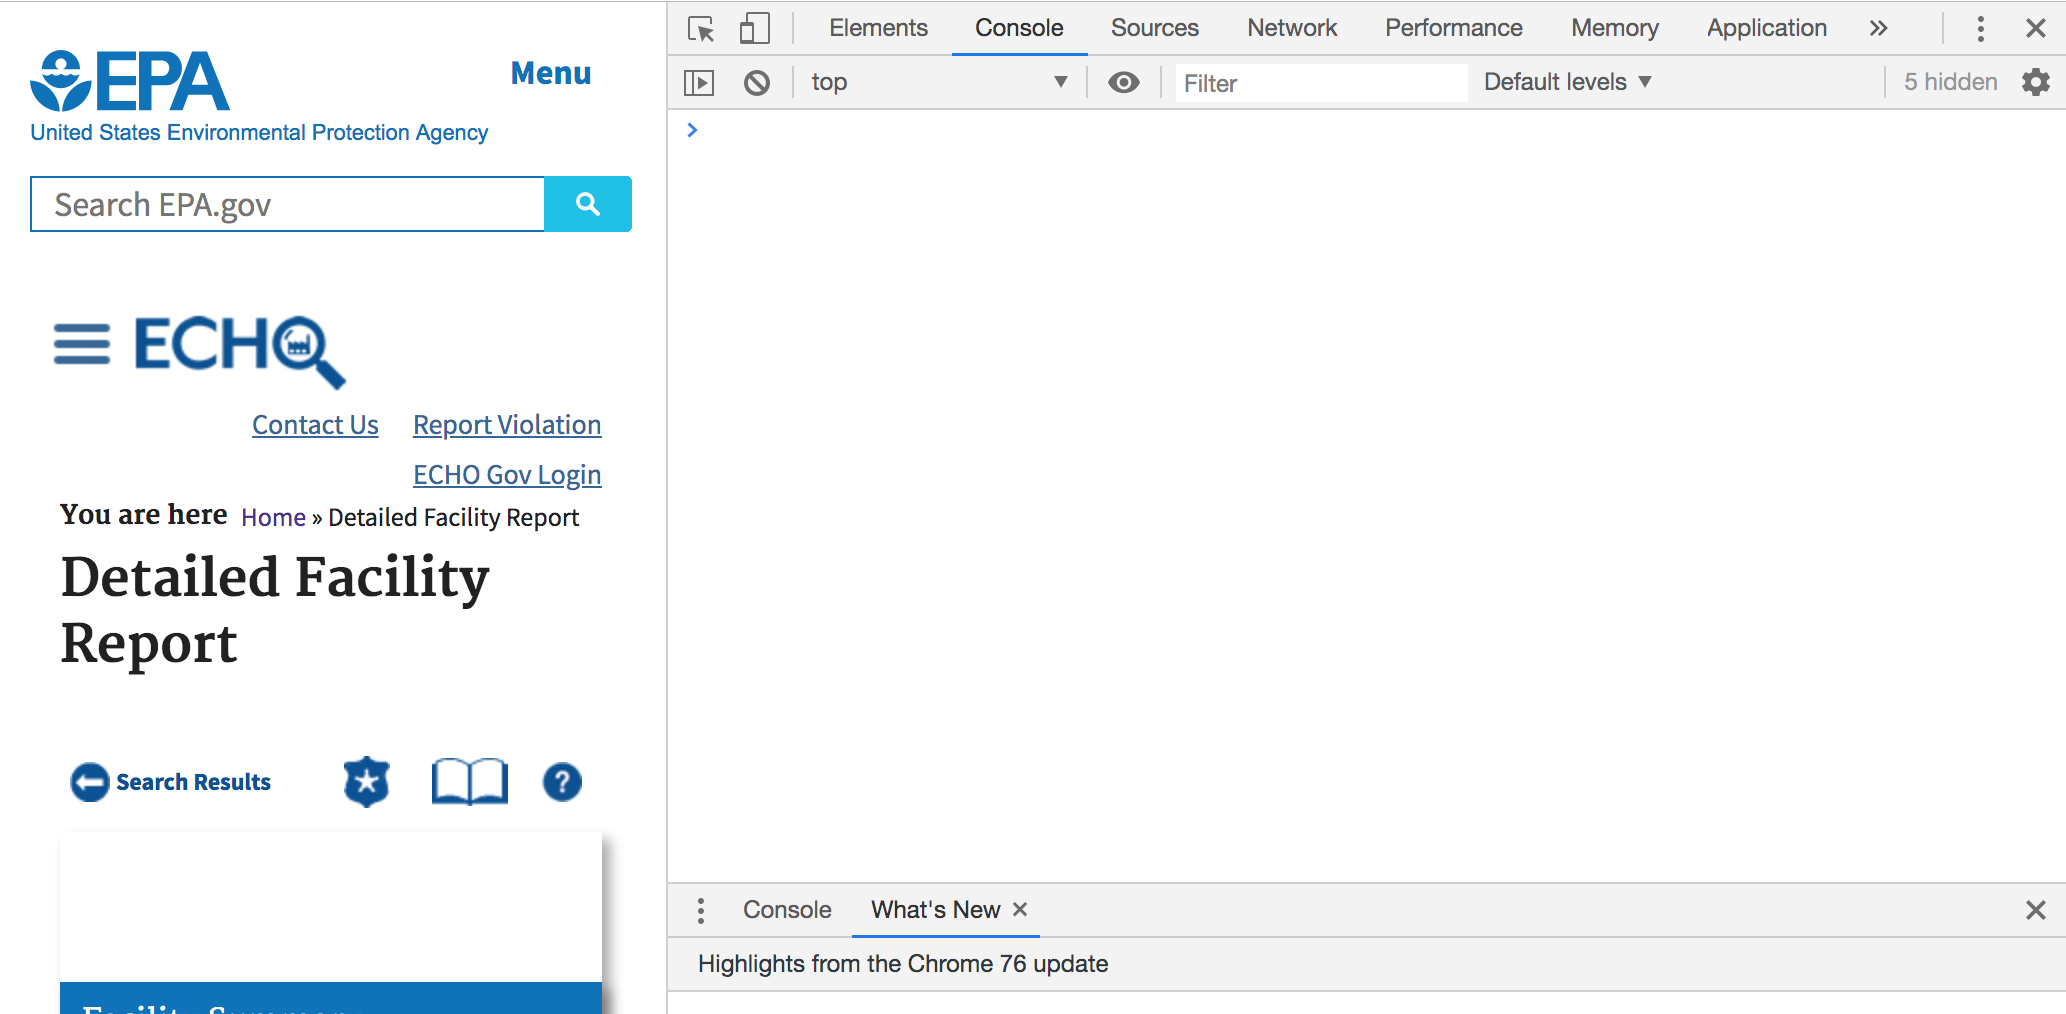 EPA
Menu
United States Environmental Protection Agency
Search EPA.gov
ECHO
Contact Us Report Violation
ECHO Gov Login
You are here Home » Detailed Facility Report
Detailed Facility
Report
Search Results
?
Facility Summary
Elements Console Sources Network Performance Memory Application »
top ▼ Filter Default levels ▼ 5 hidden
>
Console What's New ×
Highlights from the Chrome 76 update